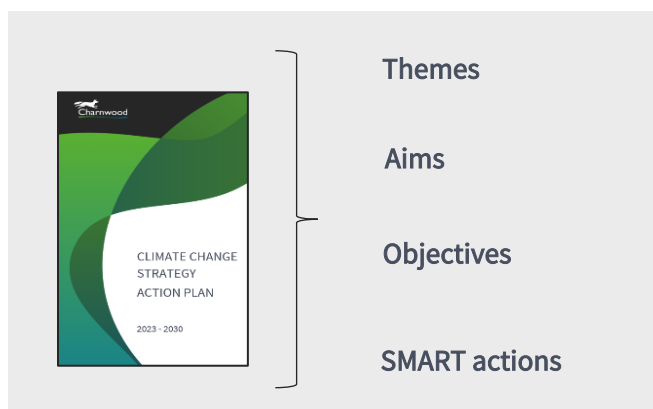 Charnwood
CLIMATE CHANGE
STRATEGY
ACTION PLAN
2023 - 2030
Themes
Aims
Objectives
SMART actions